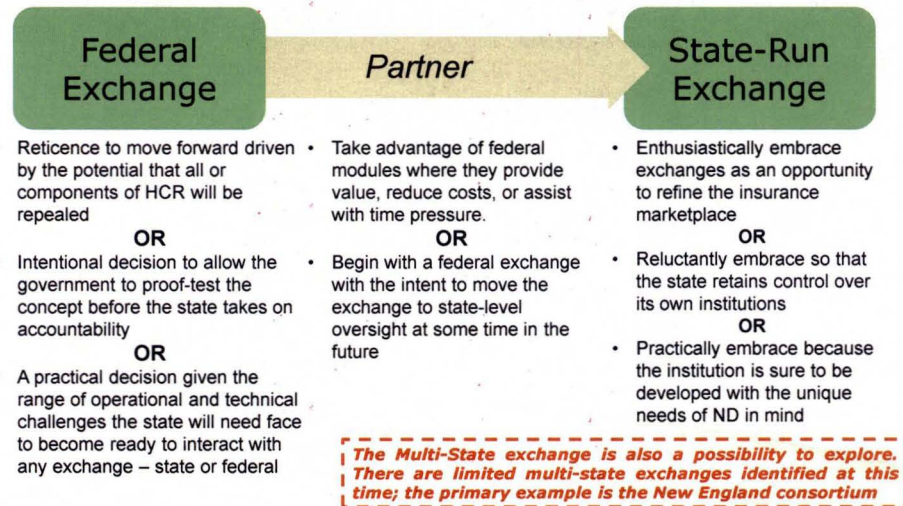 Federal
Exchange
Partner
State-Run
Exchange
Reticence to move forward driven
by the potential that all or
components of HCR will be
repealed
OR
Intentional decision to allow the
government to proof-test the
concept before the state takes on
accountability
OR
A practical decision given the
range of operational and technical
challenges the state will need face
to become ready to interact with
any exchange – state or federal
• Take advantage of federal
modules where they provide
value, reduce costs, or assist
with time pressure.
OR
• Begin with a federal exchange
with the intent to move the
exchange to state-level
oversight at some time in the
future
• Enthusiastically embrace
exchanges as an opportunity
to refine the insurance
marketplace
OR
• Reluctantly embrace so that
the state retains control over
its own institutions
OR
• Practically embrace because
the institution is sure to be
developed with the unique
needs of ND in mind
The Multi-State exchange is also a possibility to explore.
There are limited multi-state exchanges identified at this
time; the primary example is the New England consortium